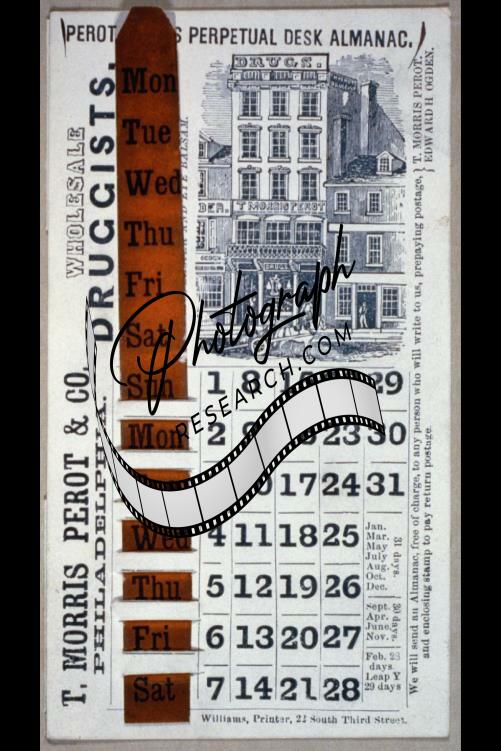 PEROT PERPETUAL DESK ALMANAC.
WHOLESALE
DRUGGISTS,
T. MORRIS PEROT & CO.
PHILADELPHIA.
Mon
Tue
Wed
Thu
Fri
Sat
Sun
DRUGS.
T MORRIS PEROT
1 8 29
Mon 2 23 30
17 24 31
Wed 4 11 18 25
Thu 5 12 19 26
Fri 6 13 20 27
Sat 7 14 21 28
Jan.
Mar.
May
July
Aug.
Oct.
Dec.
31 days.
Sept.
Apr.
June.
Nov.
30 days.
Feb. 28
days
Leap Y
29 days
We will send an Almanac, free of charge, to any person who will write to us, prepaying postage,
and enclosing stamp to pay return postage.
T. MORRIS PEROT.
EDWARD H OGDEN.
Williams, Printer, 22 South Third Street.
Photograph
RESEARCH.COM